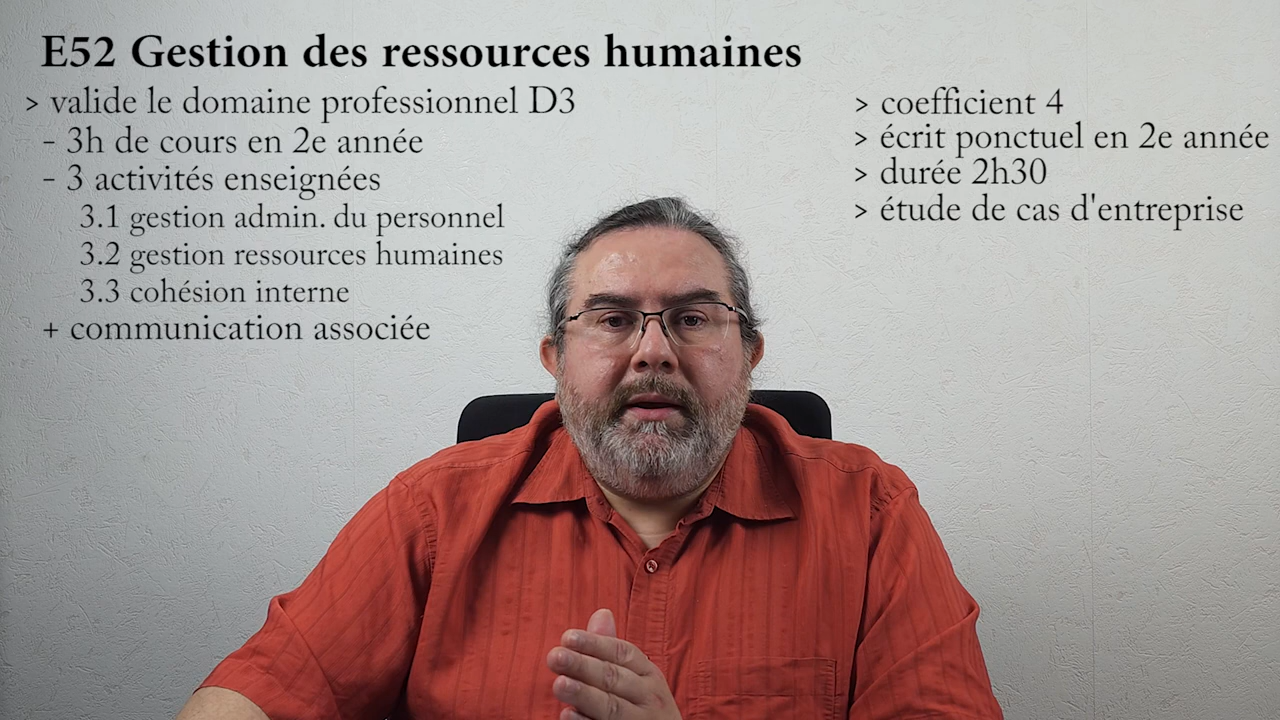 E52 Gestion des ressources humaines
> valide le domaine professionnel D3
- 3h de cours en 2e année
- 3 activités enseignées
3.1 gestion admin. du personnel
3.2 gestion ressources humaines
3.3 cohésion interne
+ communication associée
> coefficient 4
> écrit ponctuel en 2e année
> durée 2h30
> étude de cas d'entreprise